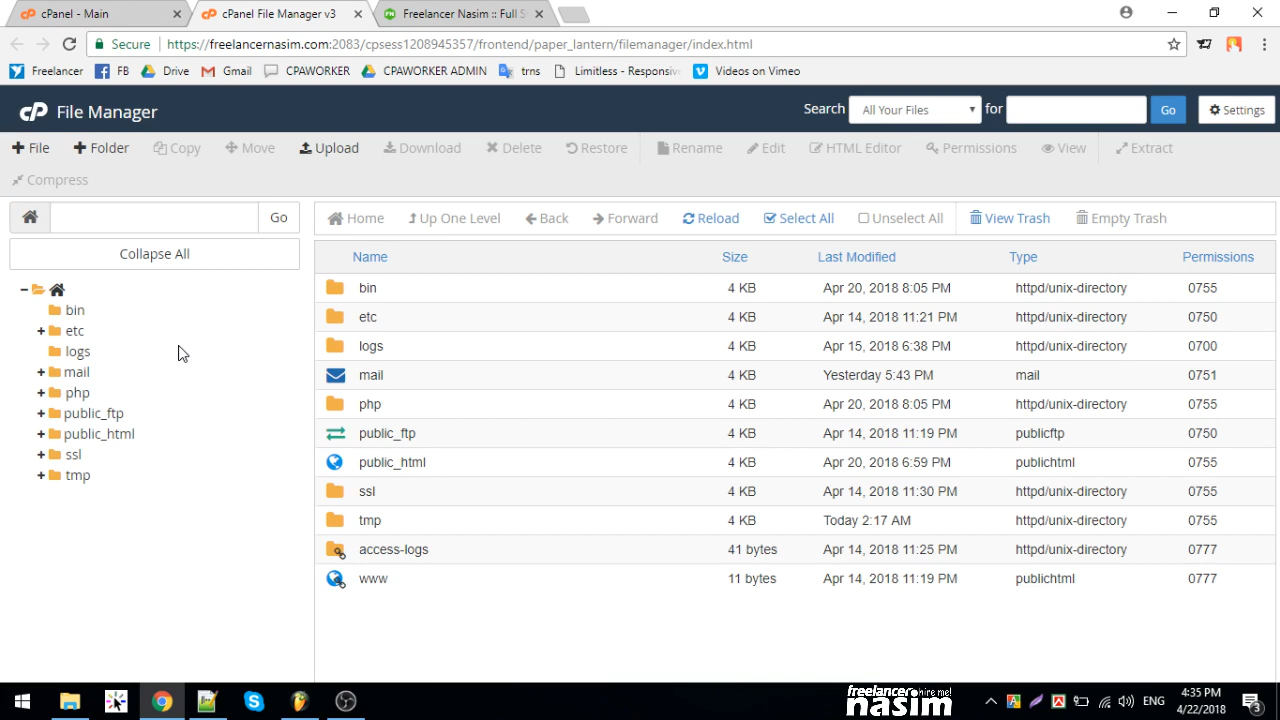 cPanel - Main
cPanel File Manager v3
Freelancer Nasim :: Full S
Secure
https://freelancernasim.com:2083/cpsess1208945357/frontend/paper_lantern/filemanager/index.html
Freelancer FB Drive Gmail CPAWORKER CPAWORKER ADMIN trns Limitless - Responsiv Videos on Vimeo
cP File Manager
Search All Your Files for Go Settings
+ File + Folder Copy Move Upload Download Delete Restore Rename Edit HTML Editor Permissions View Extract
Compress
Go
Home Up One Level Back Forward Reload Select All Unselect All View Trash Empty Trash
Collapse All
bin
etc
logs
mail
php
public_ftp
public_html
ssl
tmp
Name Size Last Modified Type Permissions
bin 4 KB Apr 20, 2018 8:05 PM httpd/unix-directory 0755
etc 4 KB Apr 14, 2018 11:21 PM httpd/unix-directory 0750
logs 4 KB Apr 15, 2018 6:38 PM httpd/unix-directory 0700
mail 4 KB Yesterday 5:43 PM mail 0751
php 4 KB Apr 20, 2018 8:05 PM httpd/unix-directory 0755
public_ftp 4 KB Apr 14, 2018 11:19 PM publicftp 0750
public_html 4 KB Apr 20, 2018 6:59 PM publichtml 0755
ssl 4 KB Apr 14, 2018 11:30 PM httpd/unix-directory 0755
tmp 4 KB Today 2:17 AM httpd/unix-directory 0755
access-logs 41 bytes Apr 14, 2018 11:25 PM httpd/unix-directory 0777
www 11 bytes Apr 14, 2018 11:19 PM publichtml 0777
freelancer hire me!
nasim
ENG
4:35 PM
4/22/2018
3